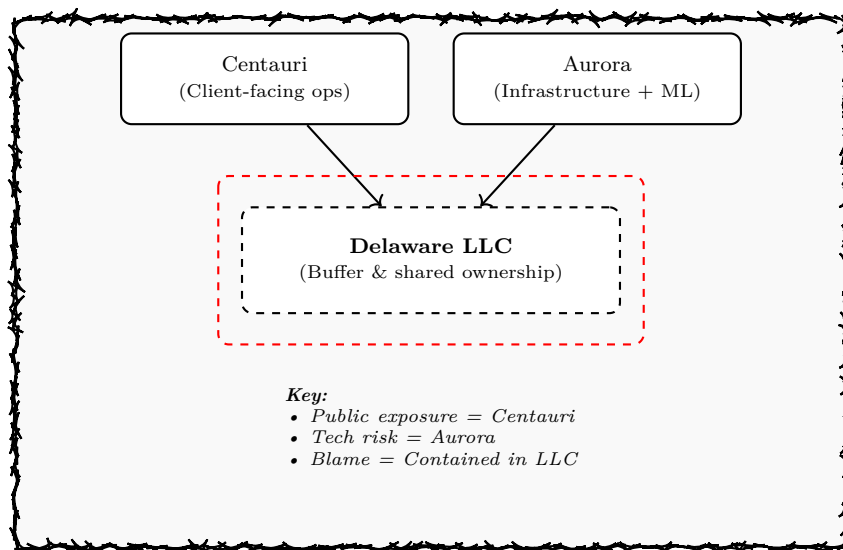 Centauri
(Client-facing ops)
Aurora
(Infrastructure + ML)
Delaware LLC
(Buffer & shared ownership)
Key:
• Public exposure = Centauri
• Tech risk = Aurora
• Blame = Contained in LLC